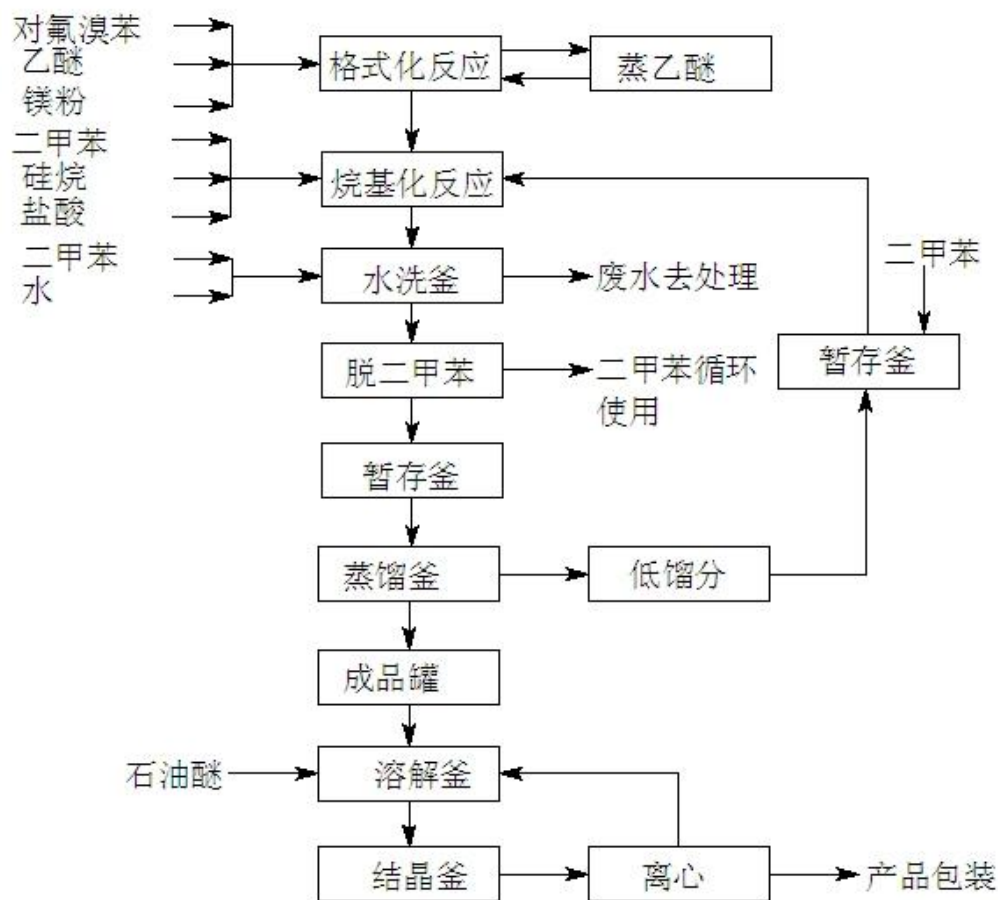 对氟溴苯
乙醚
镁粉
格式化反应
蒸乙醚
二甲苯
硅烷
盐酸
烷基化反应
二甲苯
水
水洗釜
废水去处理
二甲苯
脱二甲苯
二甲苯循环
使用
暂存釜
暂存釜
蒸馏釜
低馏分
成品罐
石油醚
溶解釜
结晶釜
离心
产品包装